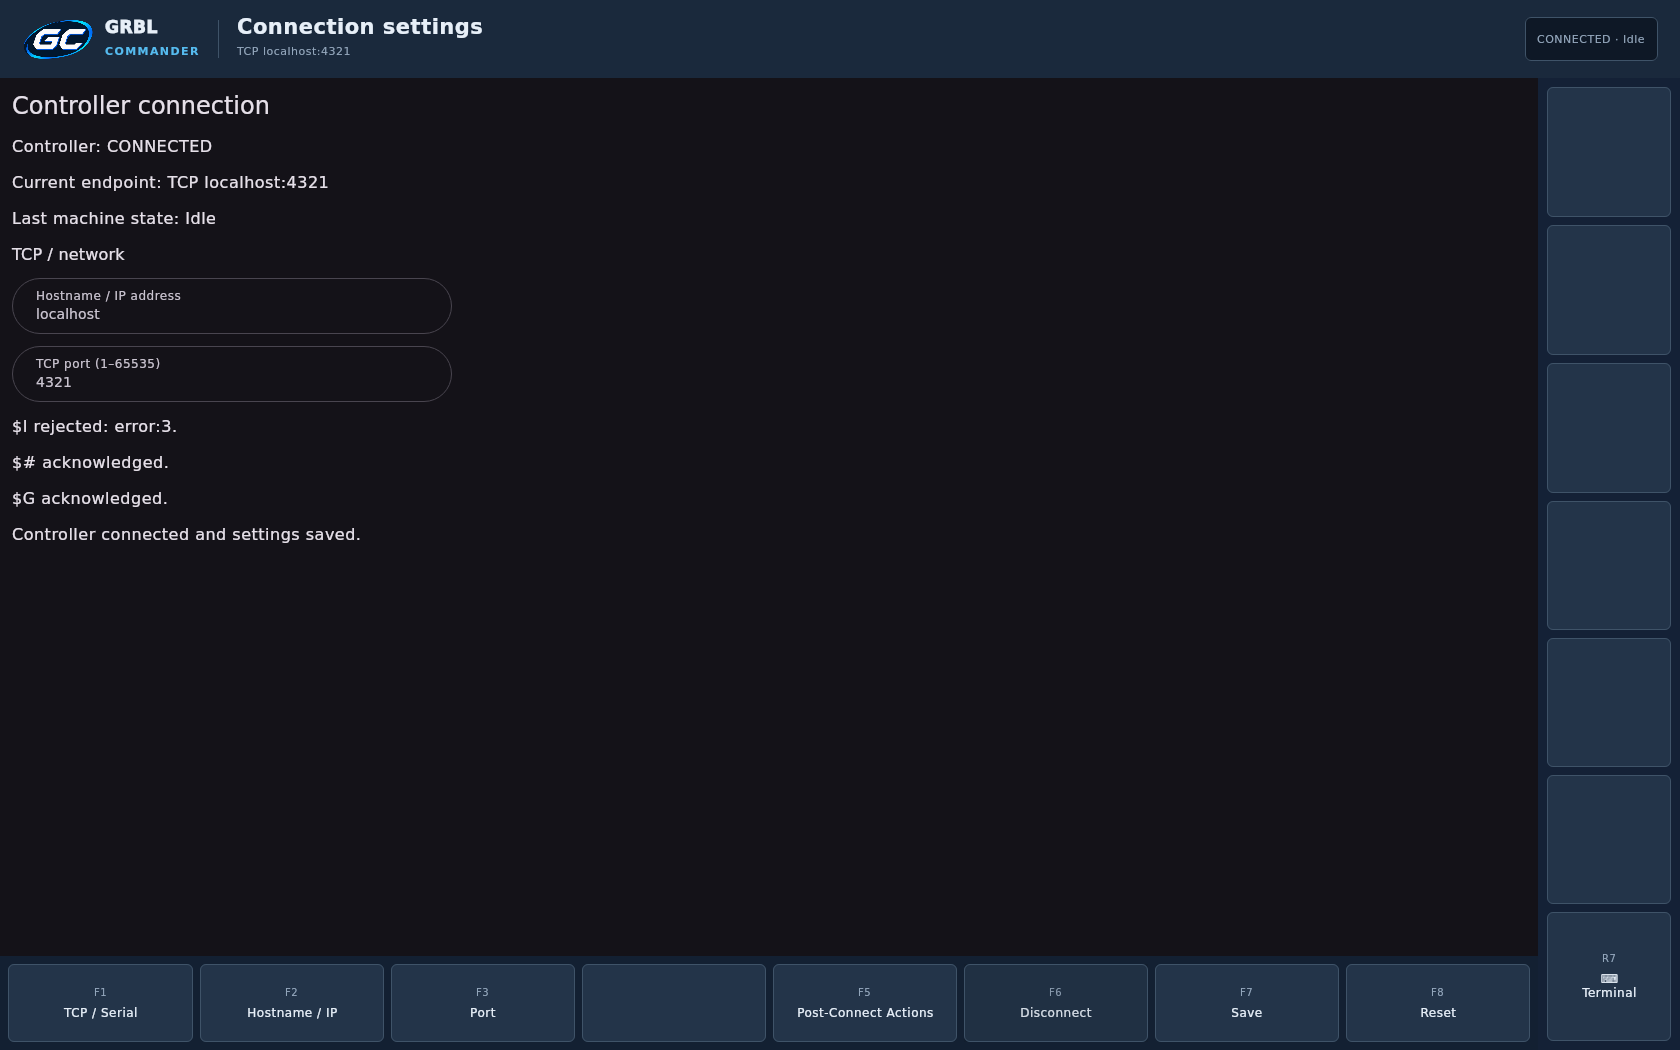 GC
GRBL
COMMANDER
Connection settings
TCP localhost:4321
CONNECTED · Idle
Controller connection
Controller: CONNECTED
Current endpoint: TCP localhost:4321
Last machine state: Idle
TCP / network
Hostname / IP address
localhost
TCP port (1–65535)
4321
$I rejected: error:3.
$# acknowledged.
$G acknowledged.
Controller connected and settings saved.
R7
Terminal
F1
TCP / Serial
F2
Hostname / IP
F3
Port
F5
Post-Connect Actions
F6
Disconnect
F7
Save
F8
Reset